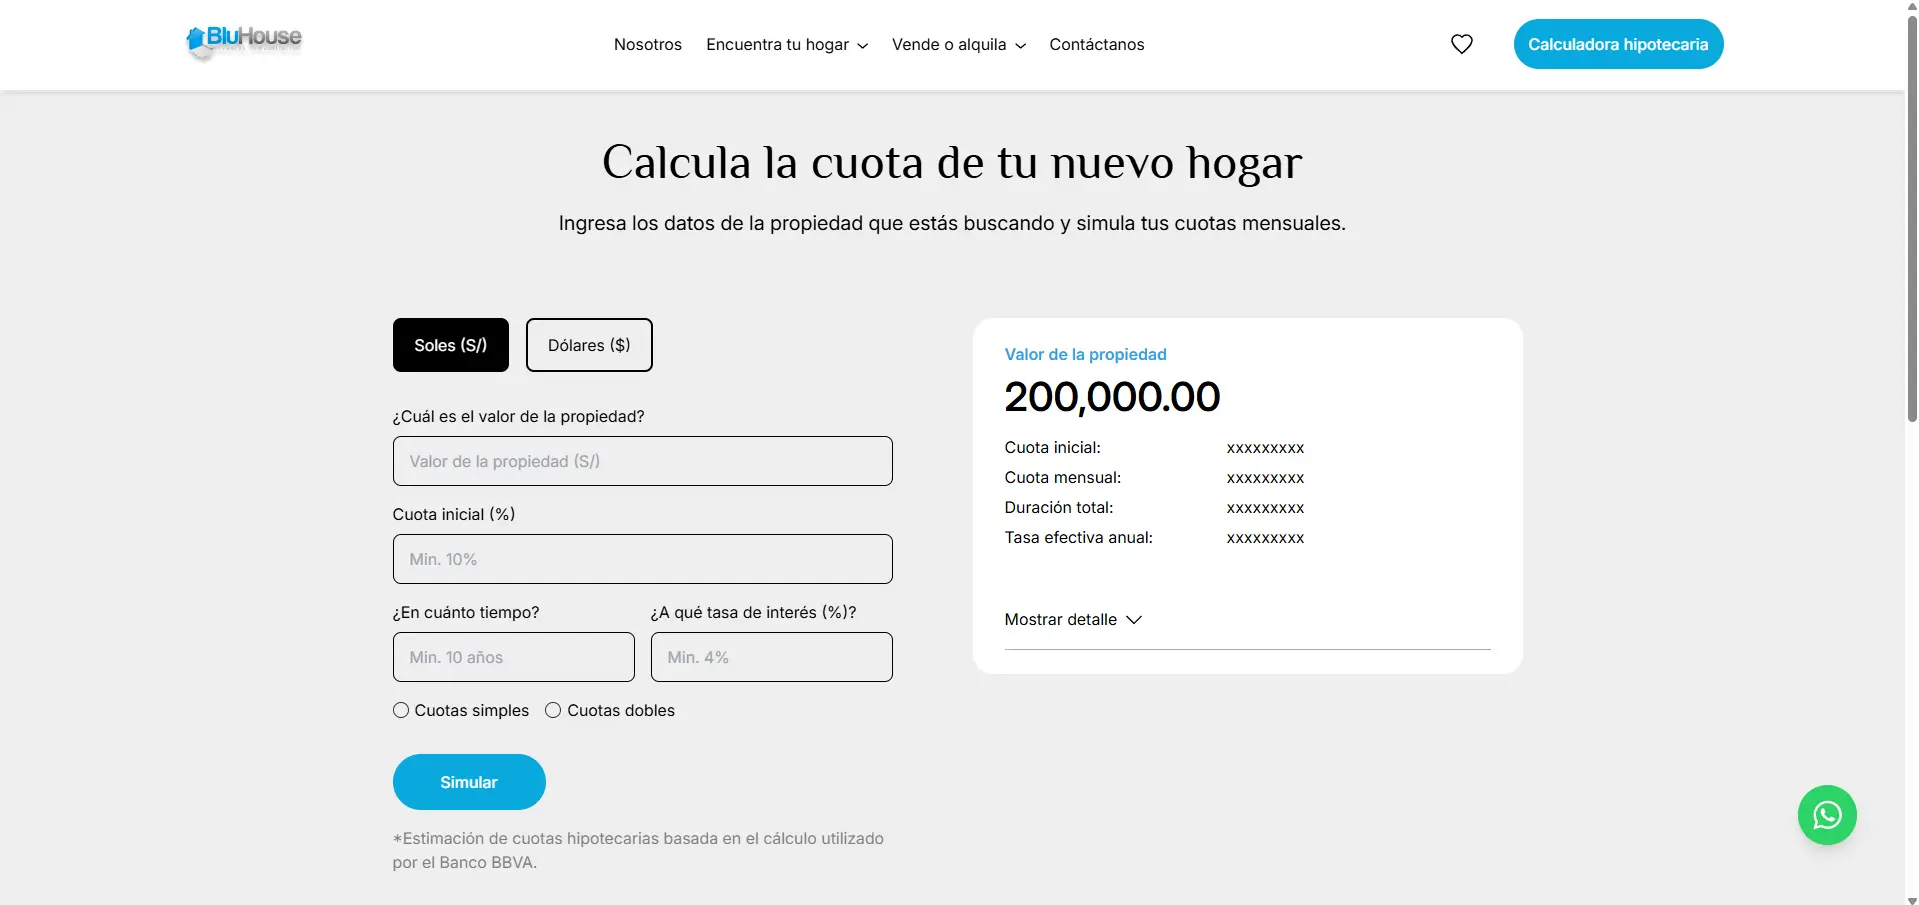 BluHouse
Nosotros
Encuentra tu hogar
Vende o alquila
Contáctanos
Calculadora hipotecaria
Calcula la cuota de tu nuevo hogar
Ingresa los datos de la propiedad que estás buscando y simula tus cuotas mensuales.
Soles (S/)
Dólares ($)
¿Cuál es el valor de la propiedad?
Valor de la propiedad (S/)
Cuota inicial (%)
Min. 10%
¿En cuánto tiempo?
Min. 10 años
¿A qué tasa de interés (%)?
Min. 4%
Cuotas simples
Cuotas dobles
Simular
*Estimación de cuotas hipotecarias basada en el cálculo utilizado
por el Banco BBVA.
Valor de la propiedad
200,000.00
Cuota inicial: xxxxxxxxx
Cuota mensual: xxxxxxxxx
Duración total: xxxxxxxxx
Tasa efectiva anual: xxxxxxxxx
Mostrar detalle